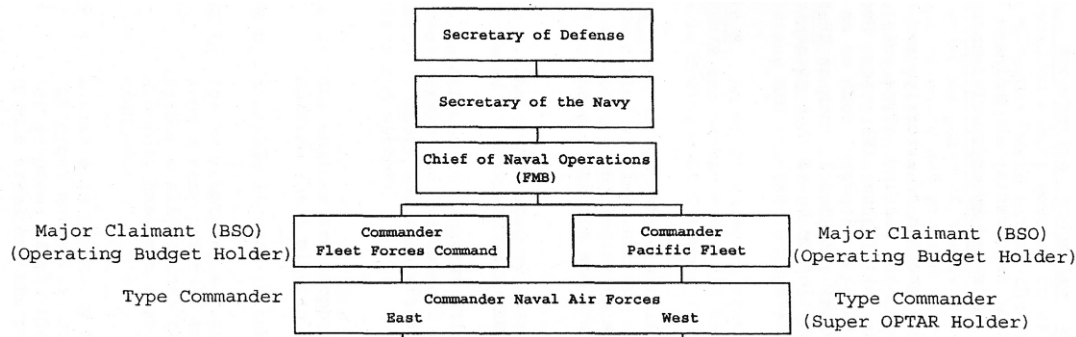 Secretary of Defense
Secretary of the Navy
Chief of Naval Operations
(FMB)
Major Claimant (BSO)
(Operating Budget Holder)
Commander
Fleet Forces Command
Commander
Pacific Fleet
Major Claimant (BSO)
(Operating Budget Holder)
Type Commander
Commander Naval Air Forces
East West
Type Commander
(Super OPTAR Holder)